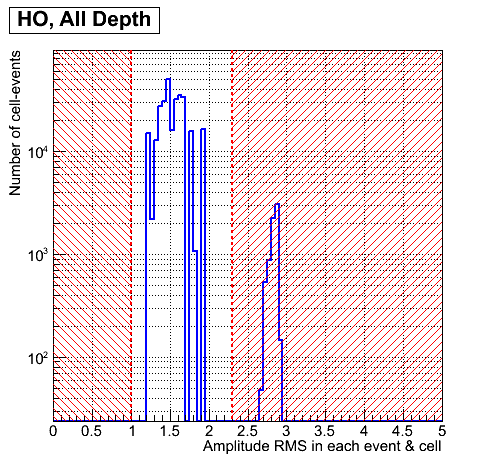 HO, All Depth
Number of cell-events
10^4
10^3
10^2
0 0.5 1 1.5 2 2.5 3 3.5 4 4.5 5
Amplitude RMS in each event & cell